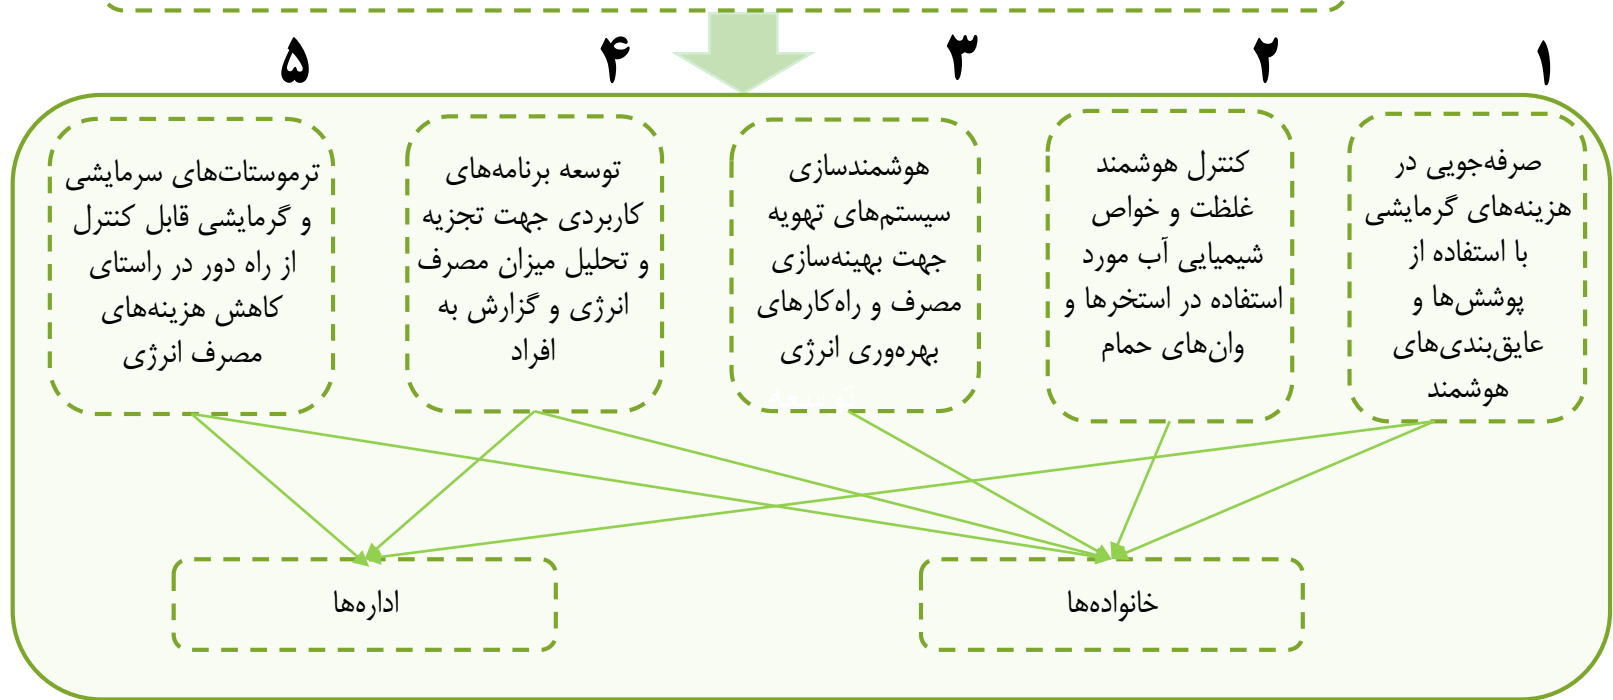 ۱
۲
۳
۴
۵
صرفه‌جویی در
هزینه‌های گرمایشی
با استفاده از
پوشش‌ها و
عایق‌بندی‌های
هوشمند
کنترل هوشمند
غلظت و خواص
شیمیایی آب مورد
استفاده در استخرها و
وان‌های حمام
هوشمندسازی
سیستم‌های تهویه
جهت بهینه‌سازی
مصرف و راه‌کارهای
بهره‌وری انرژی
توسعه
توسعه برنامه‌های
کاربردی جهت تجزیه
و تحلیل میزان مصرف
انرژی و گزارش به
افراد
ترموستات‌های سرمایشی
و گرمایشی قابل کنترل
از راه دور در راستای
کاهش هزینه‌های
مصرف انرژی
خانواده‌ها
اداره‌ها